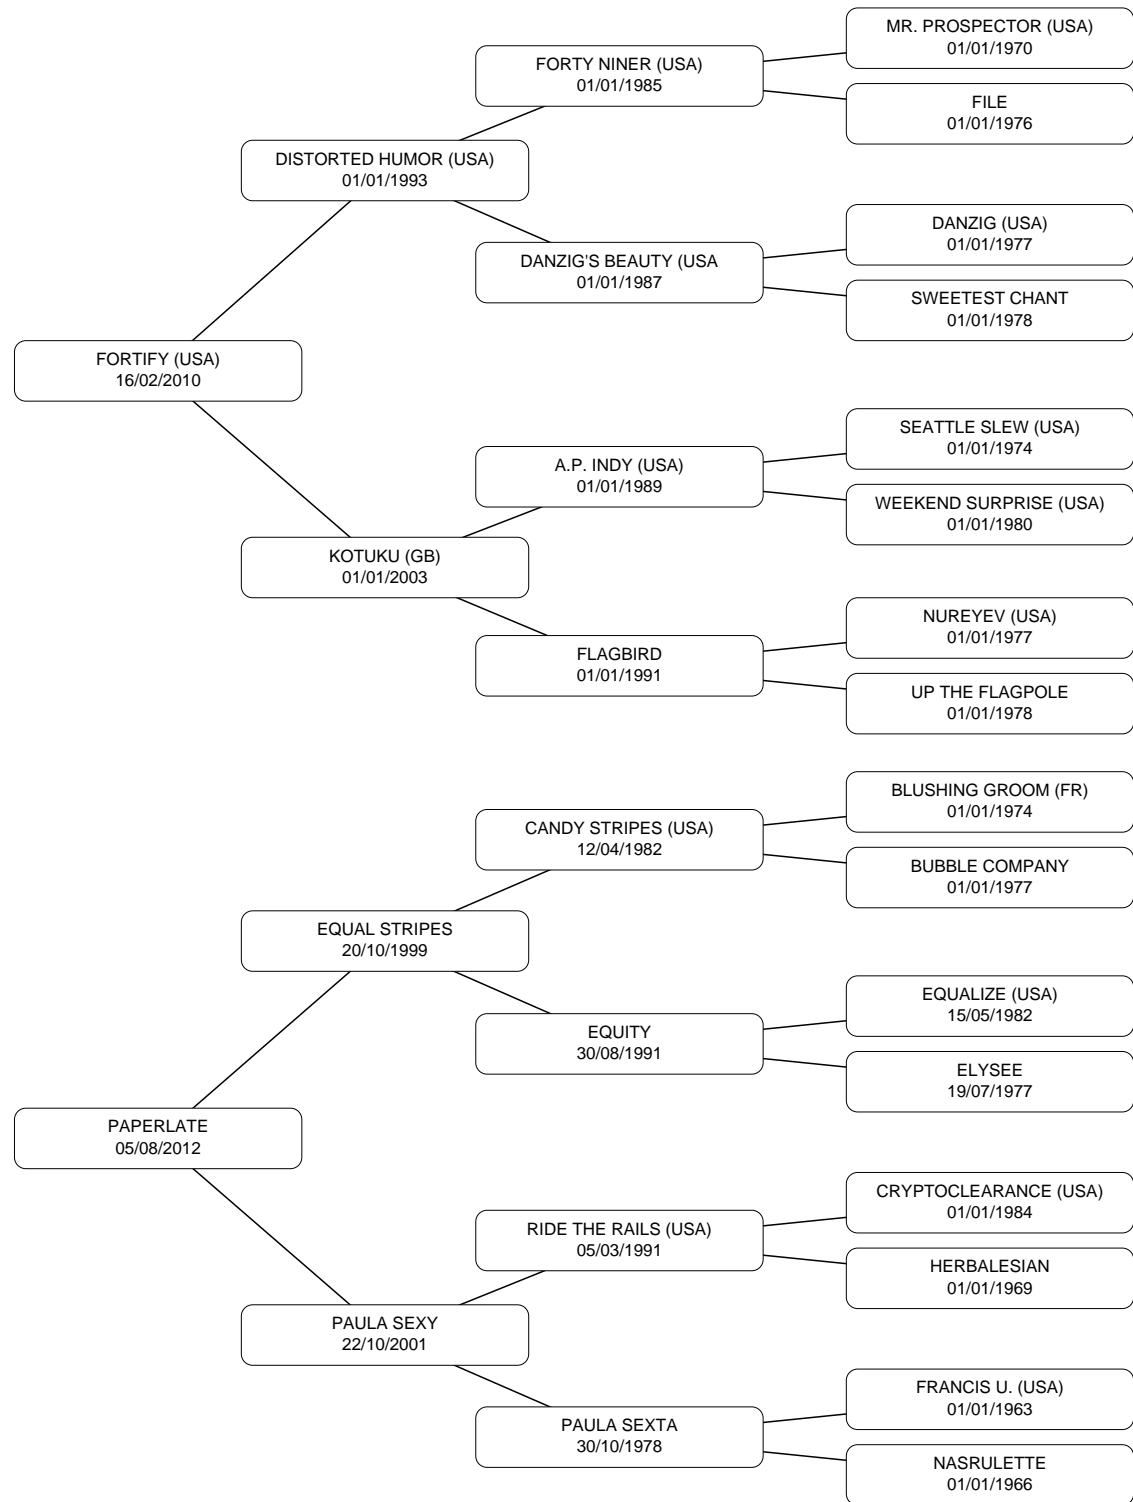 MR. PROSPECTOR (USA)
01/01/1970
FORTY NINER (USA)
01/01/1985
FILE
01/01/1976
DISTORTED HUMOR (USA)
01/01/1993
DANZIG (USA)
01/01/1977
DANZIG'S BEAUTY (USA
01/01/1987
SWEETEST CHANT
01/01/1978
FORTIFY (USA)
16/02/2010
SEATTLE SLEW (USA)
01/01/1974
A.P. INDY (USA)
01/01/1989
WEEKEND SURPRISE (USA)
01/01/1980
KOTUKU (GB)
01/01/2003
NUREYEV (USA)
01/01/1977
FLAGBIRD
01/01/1991
UP THE FLAGPOLE
01/01/1978
BLUSHING GROOM (FR)
01/01/1974
CANDY STRIPES (USA)
12/04/1982
BUBBLE COMPANY
01/01/1977
EQUAL STRIPES
20/10/1999
EQUALIZE (USA)
15/05/1982
EQUITY
30/08/1991
ELYSEE
19/07/1977
PAPERLATE
05/08/2012
CRYPTOCLEARANCE (USA)
01/01/1984
RIDE THE RAILS (USA)
05/03/1991
HERBALESIAN
01/01/1969
PAULA SEXY
22/10/2001
FRANCIS U. (USA)
01/01/1963
PAULA SEXTA
30/10/1978
NASRULETTE
01/01/1966